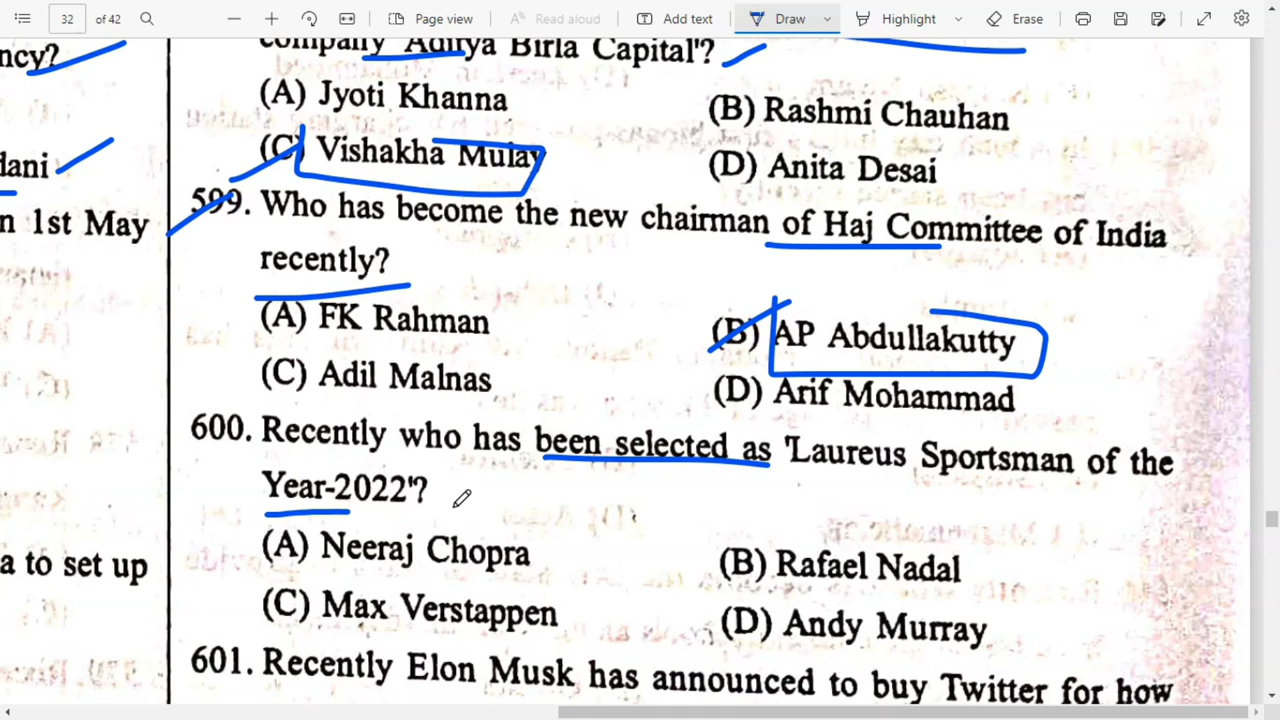 32 of 42 Page view Read aloud Add text Draw Highlight Erase
ncy?
dani
n 1st May
a to set up
company 'Aditya Birla Capital'?
(A) Jyoti Khanna (B) Rashmi Chauhan
(C) Vishakha Mulay (D) Anita Desai
599. Who has become the new chairman of Haj Committee of India
recently?
(A) FK Rahman (B) AP Abdullakutty
(C) Adil Malnas (D) Arif Mohammad
600. Recently who has been selected as 'Laureus Sportsman of the
Year-2022'?
(A) Neeraj Chopra (B) Rafael Nadal
(C) Max Verstappen (D) Andy Murray
601. Recently Elon Musk has announced to buy Twitter for how